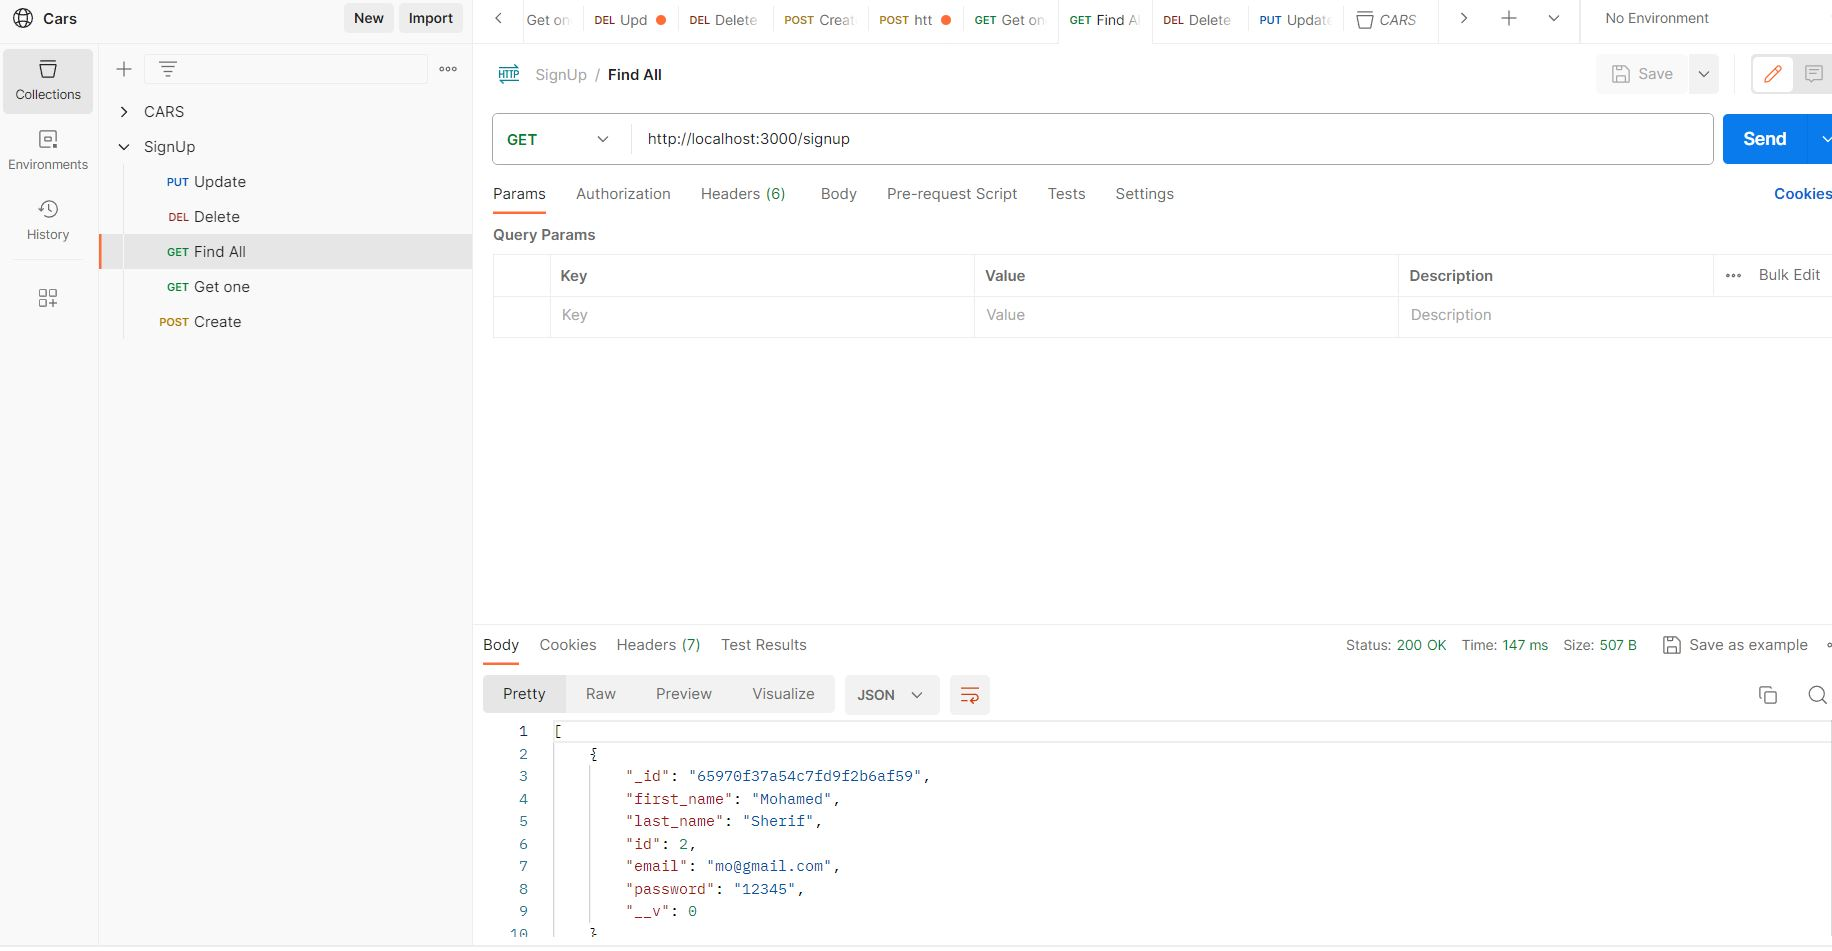 Cars New Import Get on DEL Upd DEL Delete POST Creat POST htt GET Get on GET Find A DEL Delete PUT Update CARS No Environment
Collections
Environments
History
CARS
SignUp
PUT Update
DEL Delete
GET Find All
GET Get one
POST Create
HTTP SignUp / Find All Save
GET http://localhost:3000/signup Send
Params Authorization Headers (6) Body Pre-request Script Tests Settings Cookies
Query Params
Key Value Description ••• Bulk Edit
Key Value Description
Body Cookies Headers (7) Test Results Status: 200 OK Time: 147 ms Size: 507 B Save as example
Pretty Raw Preview Visualize JSON
1 [
2 {
3 "_id": "65970f37a54c7fd9f2b6af59",
4 "first_name": "Mohamed",
5 "last_name": "Sherif",
6 "id": 2,
7 "email": "mo@gmail.com",
8 "password": "12345",
9 "__v": 0
10 }